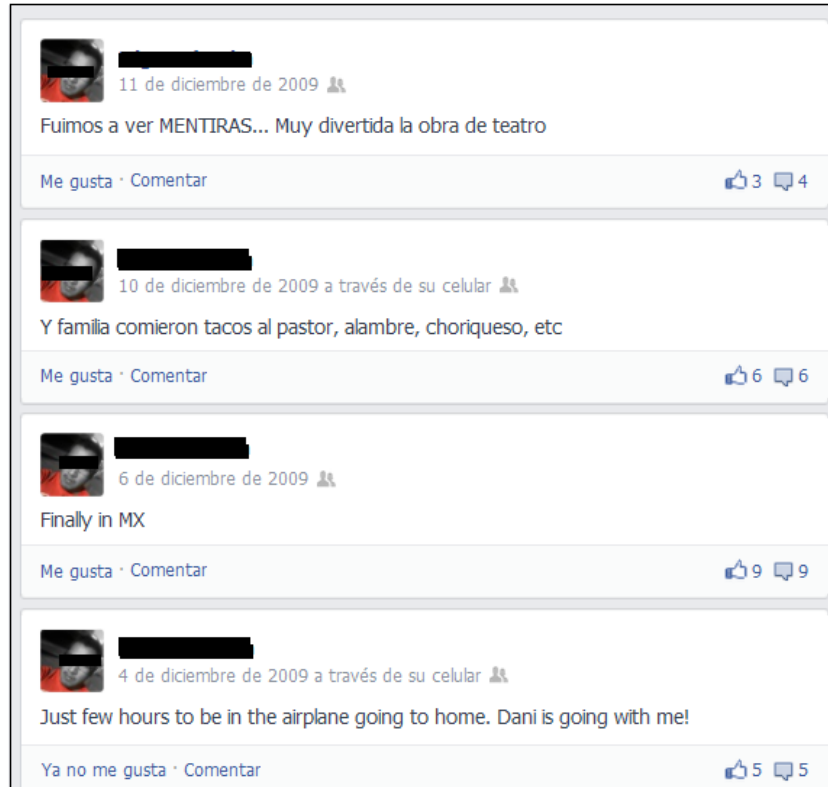 11 de diciembre de 2009
Fuimos a ver MENTIRAS... Muy divertida la obra de teatro
Me gusta · Comentar 3 4
10 de diciembre de 2009 a través de su celular
Y familia comieron tacos al pastor, alambre, choriqueso, etc
Me gusta · Comentar 6 6
6 de diciembre de 2009
Finally in MX
Me gusta · Comentar 9 9
4 de diciembre de 2009 a través de su celular
Just few hours to be in the airplane going to home. Dani is going with me!
Ya no me gusta · Comentar 5 5